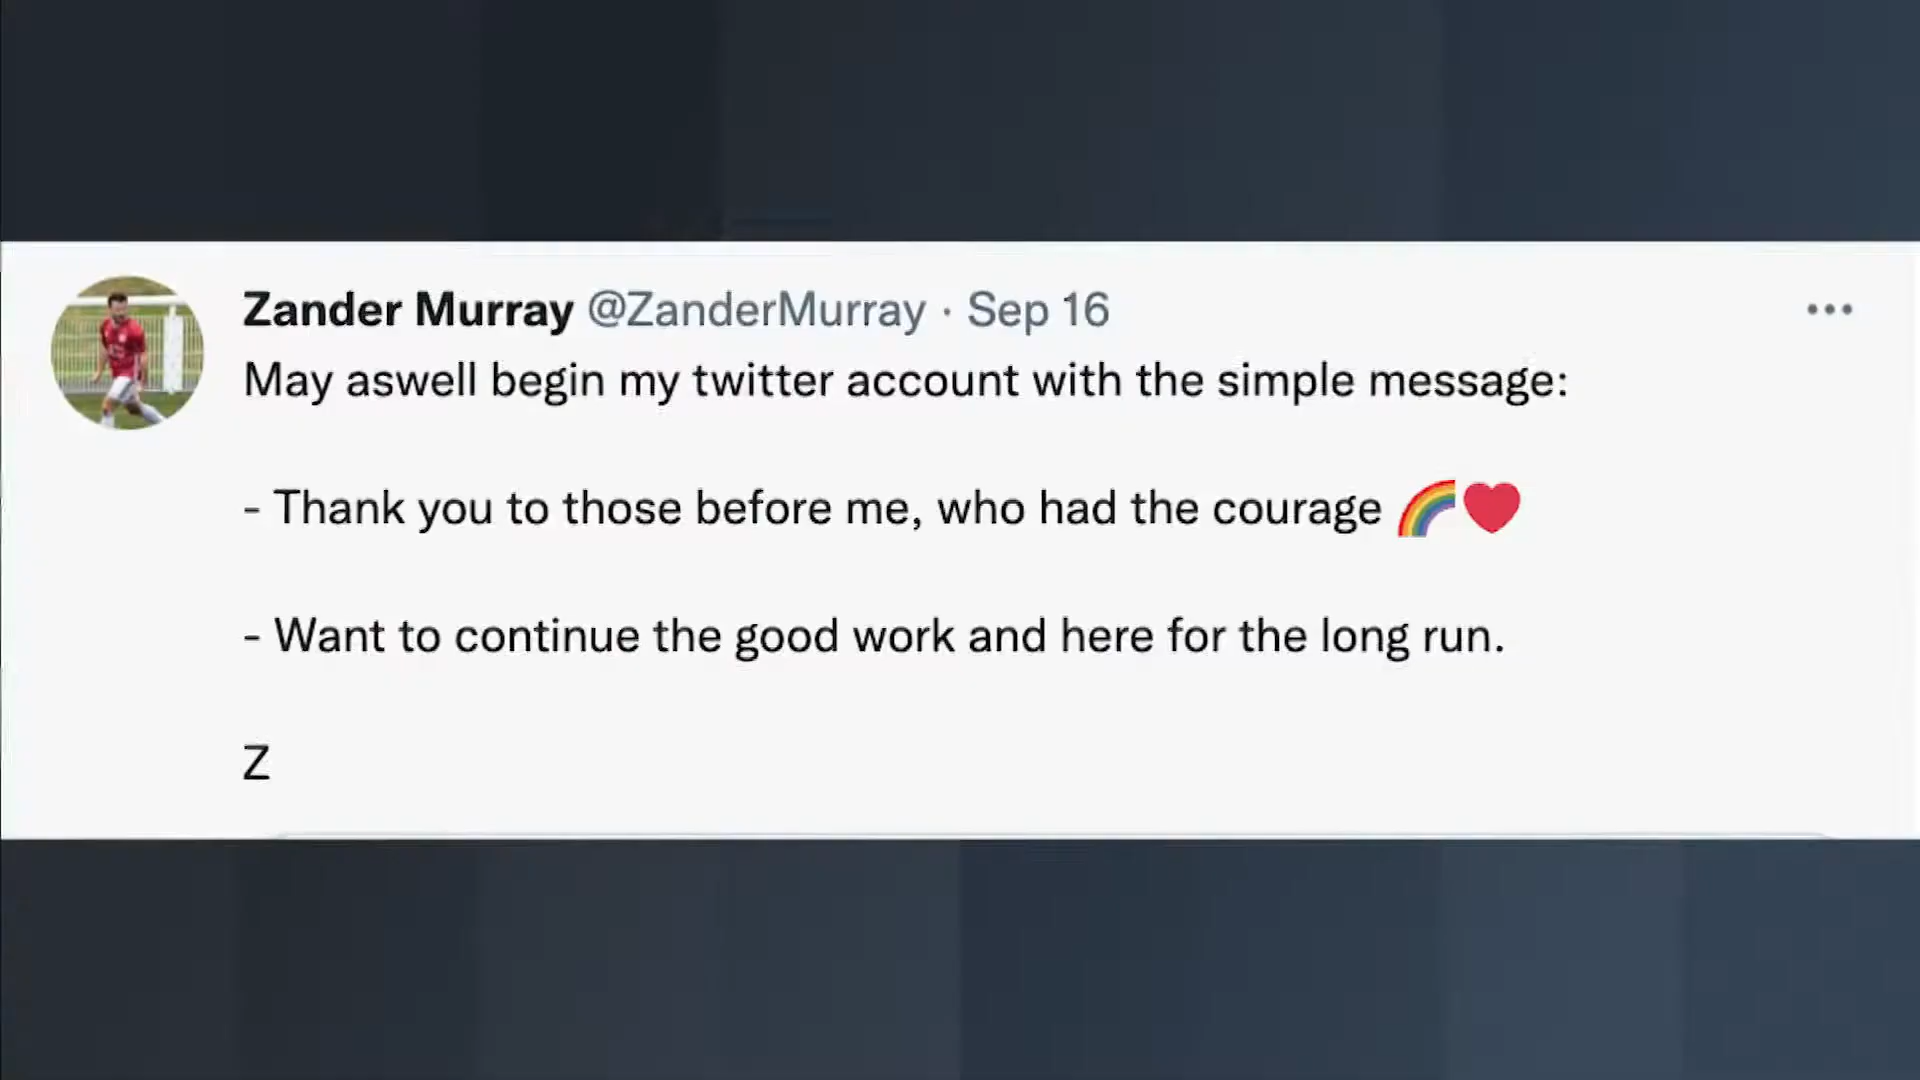 Zander Murray @ZanderMurray · Sep 16
May aswell begin my twitter account with the simple message:
- Thank you to those before me, who had the courage 🌈❤️
- Want to continue the good work and here for the long run.
Z